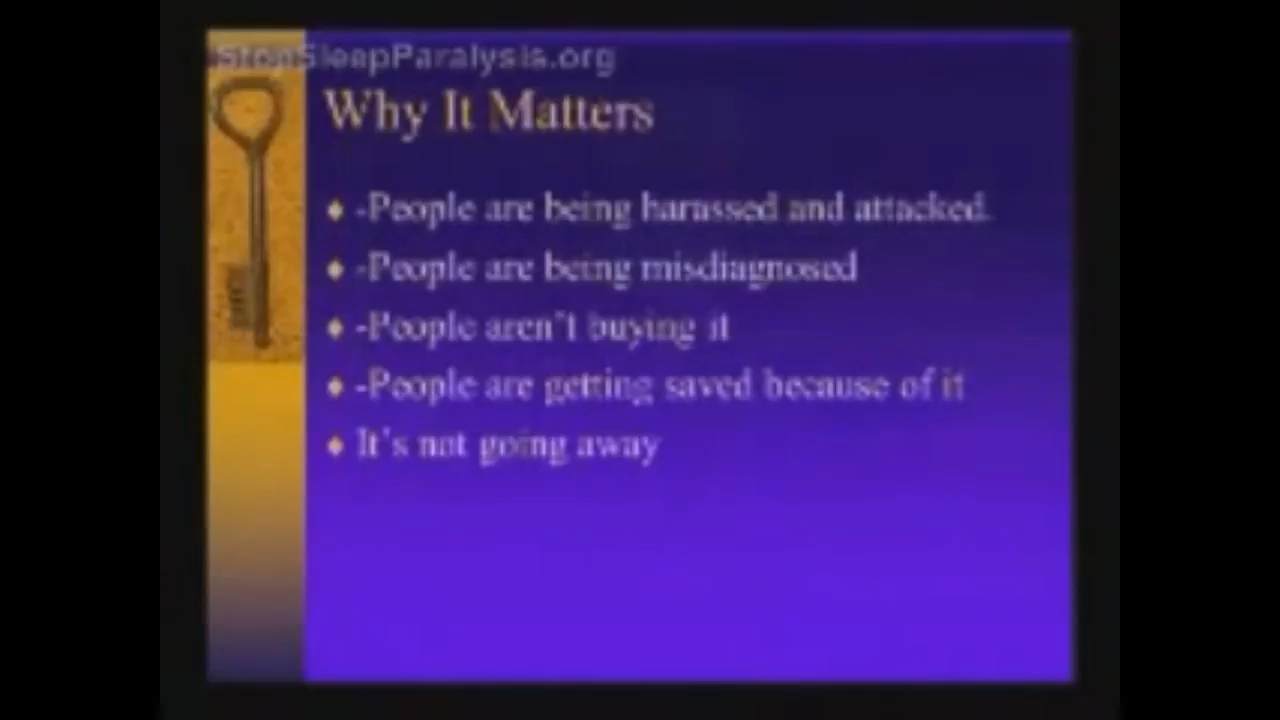 StopSleepParalysis.org
Why It Matters
-People are being harassed and attacked.
-People are being misdiagnosed
-People aren't buying it
-People are getting saved because of it
It's not going away